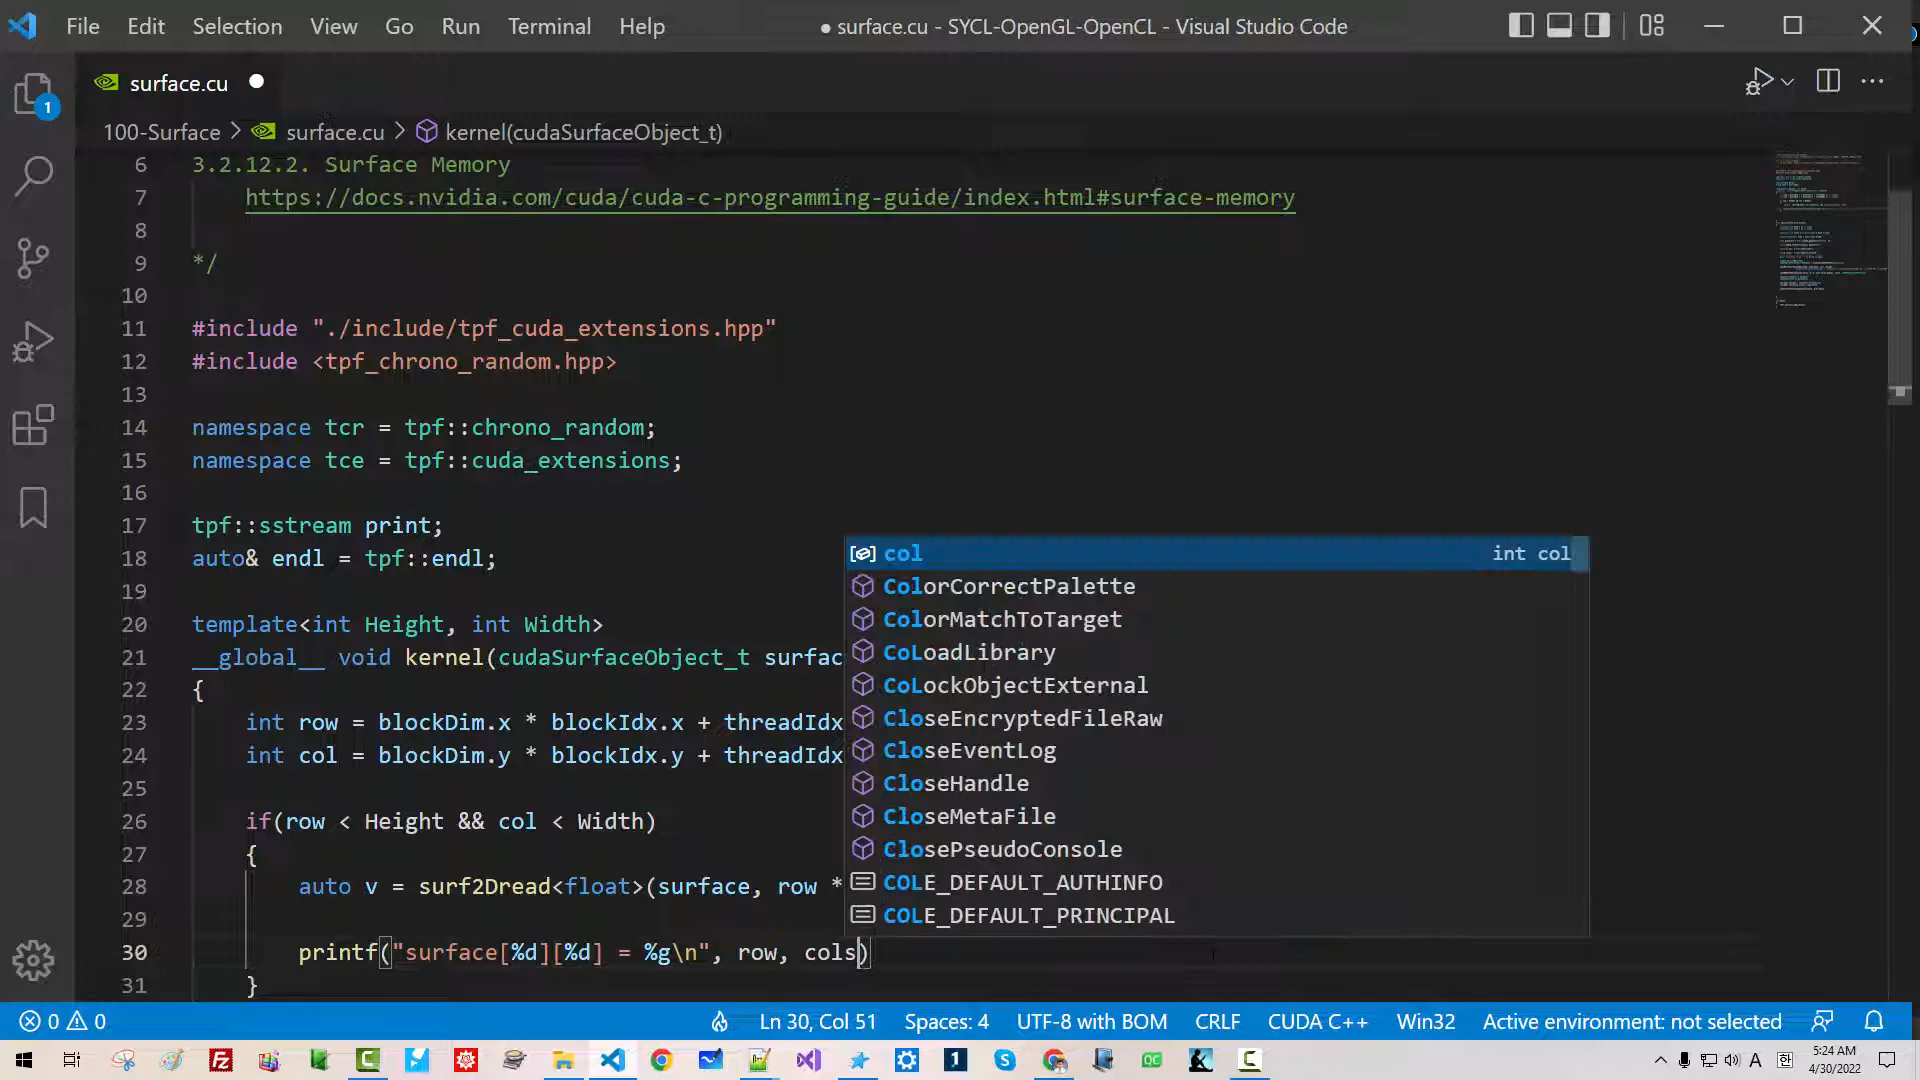 File Edit Selection View Go Run Terminal Help ● surface.cu - SYCL-OpenGL-OpenCL - Visual Studio Code
1
surface.cu
100-Surface > surface.cu > kernel(cudaSurfaceObject_t)
6 3.2.12.2. Surface Memory
7 https://docs.nvidia.com/cuda/cuda-c-programming-guide/index.html#surface-memory
8
9 */
10
11 #include "./include/tpf_cuda_extensions.hpp"
12 #include <tpf_chrono_random.hpp>
13
14 namespace tcr = tpf::chrono_random;
15 namespace tce = tpf::cuda_extensions;
16
17 tpf::sstream print;
18 auto& endl = tpf::endl;
19
20 template<int Height, int Width>
21 __global__ void kernel(cudaSurfaceObject_t surfac
22 {
23 int row = blockDim.x * blockIdx.x + threadIdx
24 int col = blockDim.y * blockIdx.y + threadIdx
25
26 if(row < Height && col < Width)
27 {
28 auto v = surf2Dread<float>(surface, row *
29
30 printf("surface[%d][%d] = %g\n", row, cols)
31 }
col int col
ColorCorrectPalette
ColorMatchToTarget
CoLoadLibrary
CoLockObjectExternal
CloseEncryptedFileRaw
CloseEventLog
CloseHandle
CloseMetaFile
ClosePseudoConsole
COLE_DEFAULT_AUTHINFO
COLE_DEFAULT_PRINCIPAL
0 0 Ln 30, Col 51 Spaces: 4 UTF-8 with BOM CRLF CUDA C++ Win32 Active environment: not selected
A 한 5:24 AM
4/30/2022